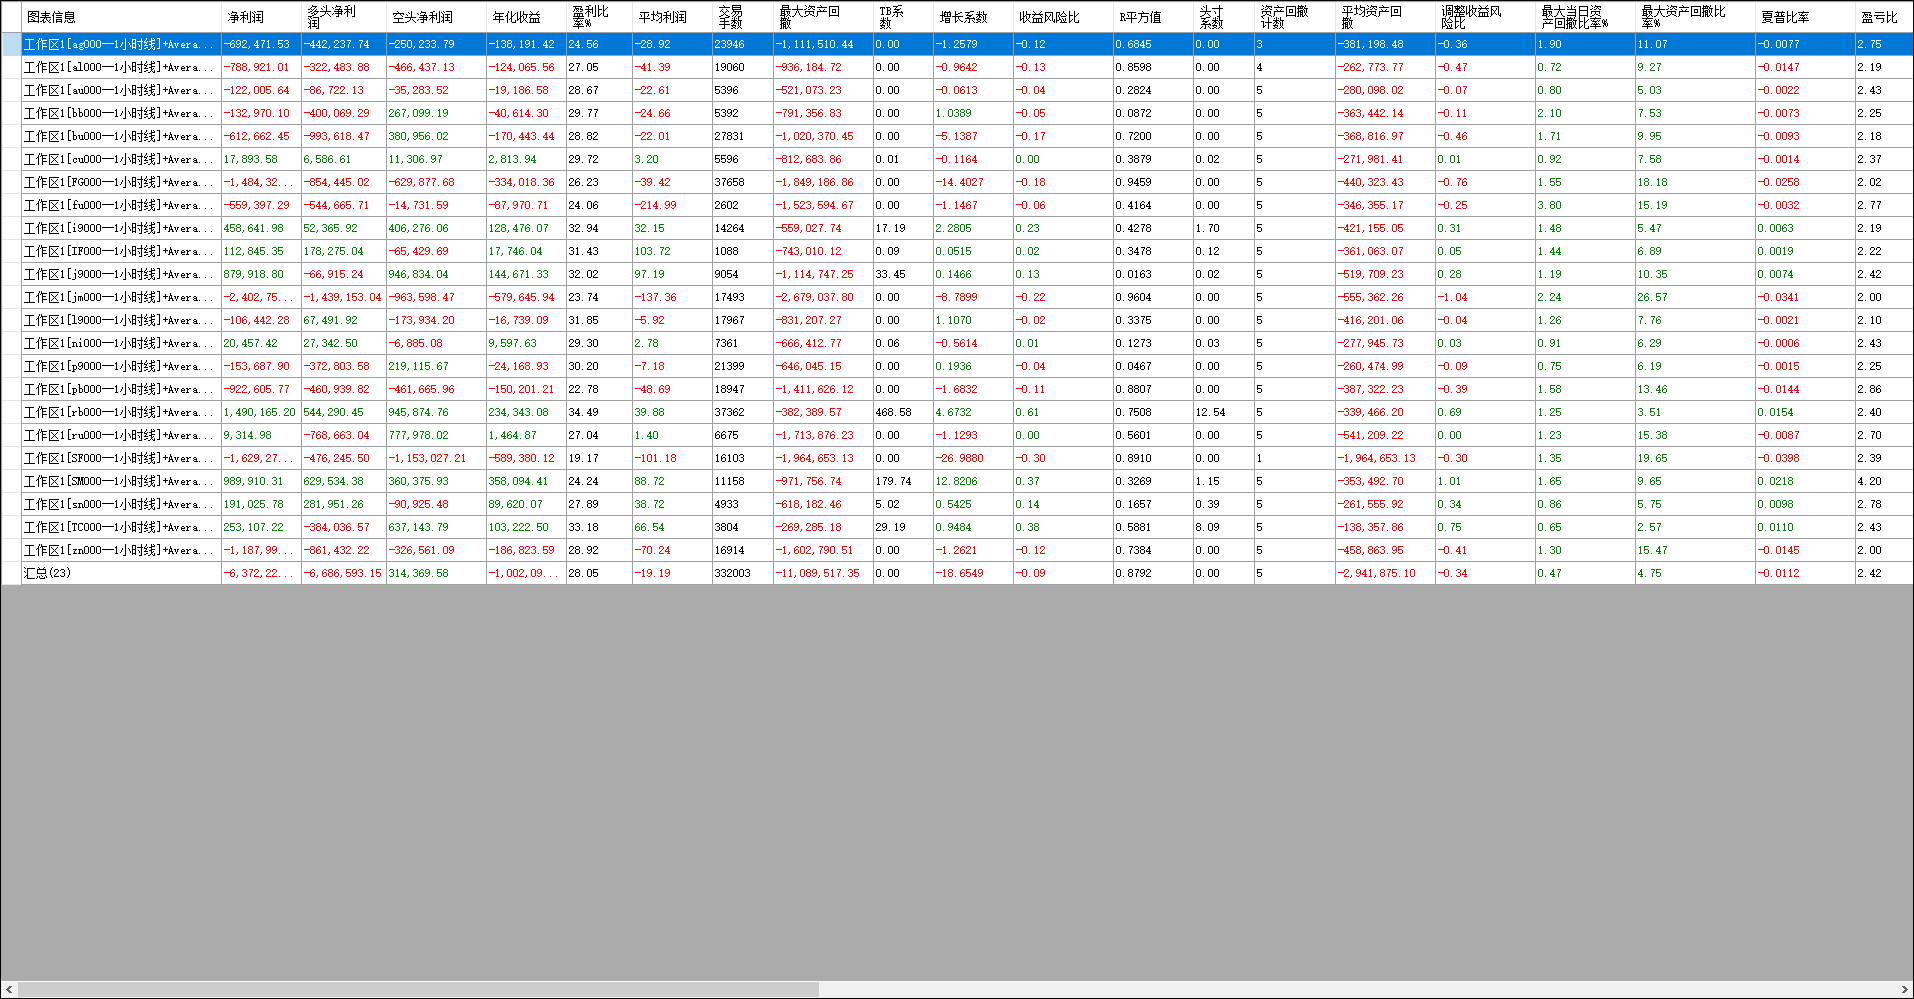 图表信息 净利润 多头净利润 空头净利润 年化收益 盈利比率% 平均利润 交易手数 最大资产回撤 TB系数 增长系数 收益风险比 R平方值 头寸系数 资产回撤计数 平均资产回撤 调整收益风险比 最大当日资产回撤比率% 最大资产回撤比率% 夏普比率 盈亏比
工作区1[ag000—1小时线]+Avera... -692,471.53 -442,237.74 -250,233.79 -138,191.42 24.56 -28.92 23946 -1,111,510.44 0.00 -1.2579 -0.12 0.6845 0.00 3 -381,198.48 -0.36 1.90 11.07 -0.0077 2.75
工作区1[al000—1小时线]+Avera... -788,921.01 -322,483.88 -466,437.13 -124,065.56 27.05 -41.39 19060 -936,184.72 0.00 -0.9642 -0.13 0.8598 0.00 4 -262,773.77 -0.47 0.72 9.27 -0.0147 2.19
工作区1[au000—1小时线]+Avera... -122,005.64 -86,722.13 -35,283.52 -19,186.58 28.67 -22.61 5396 -521,073.23 0.00 -0.0613 -0.04 0.2824 0.00 5 -280,098.02 -0.07 0.80 5.03 -0.0022 2.43
工作区1[bb000—1小时线]+Avera... -132,970.10 -400,069.29 267,099.19 -40,614.30 29.77 -24.66 5392 -791,356.83 0.00 1.0389 -0.05 0.0872 0.00 5 -363,442.14 -0.11 2.10 7.53 -0.0073 2.25
工作区1[bu000—1小时线]+Avera... -612,662.45 -993,618.47 380,956.02 -170,443.44 28.82 -22.01 27831 -1,020,370.45 0.00 -5.1387 -0.17 0.7200 0.00 5 -368,816.97 -0.46 1.71 9.95 -0.0093 2.18
工作区1[cu000—1小时线]+Avera... 17,893.58 6,586.61 11,306.97 2,813.94 29.72 3.20 5596 -812,683.86 0.01 -0.1164 0.00 0.3879 0.02 5 -271,981.41 0.01 0.92 7.58 -0.0014 2.37
工作区1[FG000—1小时线]+Avera... -1,484,32... -854,445.02 -629,877.68 -334,018.36 26.23 -39.42 37658 -1,849,186.86 0.00 -14.4027 -0.18 0.9459 0.00 5 -440,323.43 -0.76 1.55 18.18 -0.0258 2.02
工作区1[fu000—1小时线]+Avera... -559,397.29 -544,665.71 -14,731.59 -87,970.71 24.06 -214.99 2602 -1,523,594.67 0.00 -1.1467 -0.06 0.4164 0.00 5 -346,355.17 -0.25 3.80 15.19 -0.0032 2.77
工作区1[i9000—1小时线]+Avera... 458,641.98 52,365.92 406,276.06 128,476.07 32.94 32.15 14264 -559,027.74 17.19 2.2805 0.23 0.4278 1.70 5 -421,155.05 0.31 1.48 5.47 0.0063 2.19
工作区1[IF000—1小时线]+Avera... 112,845.35 178,275.04 -65,429.69 17,746.04 31.43 103.72 1088 -743,010.12 0.09 0.0515 0.02 0.3478 0.12 5 -361,063.07 0.05 1.44 6.89 0.0019 2.22
工作区1[j9000—1小时线]+Avera... 879,918.80 -66,915.24 946,834.04 144,671.33 32.02 97.19 9054 -1,114,747.25 33.45 0.1466 0.13 0.0163 0.02 5 -519,709.23 0.28 1.19 10.35 0.0074 2.42
工作区1[jm000—1小时线]+Avera... -2,402,75... -1,439,153.04 -963,598.47 -579,645.94 23.74 -137.36 17493 -2,679,037.80 0.00 -8.7899 -0.22 0.9604 0.00 5 -555,362.26 -1.04 2.24 26.57 -0.0341 2.00
工作区1[l9000—1小时线]+Avera... -106,442.28 67,491.92 -173,934.20 -16,739.09 31.85 -5.92 17967 -831,207.27 0.00 1.1070 -0.02 0.3375 0.00 5 -416,201.06 -0.04 1.26 7.76 -0.0021 2.10
工作区1[ni000—1小时线]+Avera... 20,457.42 27,342.50 -6,885.08 9,597.63 29.30 2.78 7361 -666,412.77 0.06 -0.5614 0.01 0.1273 0.03 5 -277,945.73 0.03 0.91 6.29 -0.0006 2.43
工作区1[p9000—1小时线]+Avera... -153,687.90 -372,803.58 219,115.67 -24,168.93 30.20 -7.18 21399 -646,045.15 0.00 0.1936 -0.04 0.0467 0.00 5 -260,474.99 -0.09 0.75 6.19 -0.0015 2.25
工作区1[pb000—1小时线]+Avera... -922,605.77 -460,939.82 -461,665.96 -150,201.21 22.78 -48.69 18947 -1,411,626.12 0.00 -1.6832 -0.11 0.8807 0.00 5 -387,322.23 -0.39 1.58 13.46 -0.0144 2.86
工作区1[rb000—1小时线]+Avera... 1,490,165.20 544,290.45 945,874.76 234,343.08 34.49 39.88 37362 -382,389.57 468.58 4.6732 0.61 0.7508 12.54 5 -339,466.20 0.69 1.25 3.51 0.0154 2.40
工作区1[ru000—1小时线]+Avera... 9,314.98 -768,663.04 777,978.02 1,464.87 27.04 1.40 6675 -1,713,876.23 0.00 -1.1293 0.00 0.5601 0.00 5 -541,209.22 0.00 1.23 15.38 -0.0087 2.70
工作区1[SF000—1小时线]+Avera... -1,629,27... -476,245.50 -1,153,027.21 -589,380.12 19.17 -101.18 16103 -1,964,653.13 0.00 -26.9880 -0.30 0.8910 0.00 1 -1,964,653.13 -0.30 1.35 19.65 -0.0398 2.39
工作区1[SM000—1小时线]+Avera... 989,910.31 629,534.38 360,375.93 358,094.41 24.24 88.72 11158 -971,756.74 179.74 12.8206 0.37 0.3269 1.15 5 -353,492.70 1.01 1.65 9.65 0.0218 4.20
工作区1[sn000—1小时线]+Avera... 191,025.78 281,951.26 -90,925.48 89,620.07 27.89 38.72 4933 -618,182.46 5.02 0.5425 0.14 0.1657 0.39 5 -261,555.92 0.34 0.86 5.75 0.0098 2.78
工作区1[TC000—1小时线]+Avera... 253,107.22 -384,036.57 637,143.79 103,222.50 33.18 66.54 3804 -269,285.18 29.19 0.9484 0.38 0.5881 8.09 5 -138,357.86 0.75 0.65 2.57 0.0110 2.43
工作区1[zn000—1小时线]+Avera... -1,187,99... -861,432.22 -326,561.09 -186,823.59 28.92 -70.24 16914 -1,602,790.51 0.00 -1.2621 -0.12 0.7384 0.00 5 -458,863.95 -0.41 1.30 15.47 -0.0145 2.00
汇总(23) -6,372,22... -6,686,593.15 314,369.58 -1,002,09... 28.05 -19.19 332003 -11,089,517.35 0.00 -18.6549 -0.09 0.8792 0.00 5 -2,941,875.10 -0.34 0.47 4.75 -0.0112 2.42